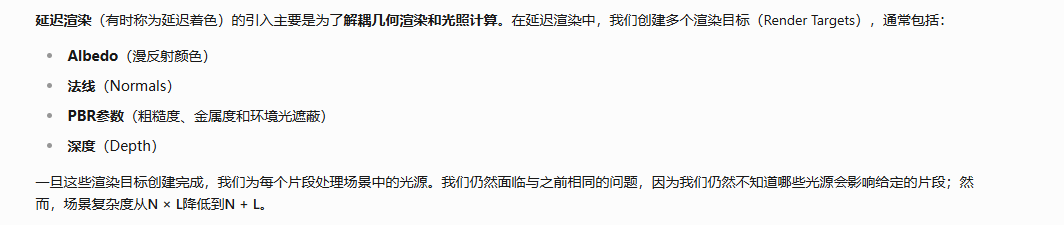 延迟渲染（有时称为延迟着色）的引入主要是为了解耦几何渲染和光照计算。在延迟渲染中，我们创建多个渲染目标（Render Targets），通常包括：
• Albedo（漫反射颜色）
• 法线（Normals）
• PBR参数（粗糙度、金属度和环境光遮蔽）
• 深度（Depth）
一旦这些渲染目标创建完成，我们为每个片段处理场景中的光源。我们仍然面临与之前相同的问题，因为我们仍然不知道哪些光源会影响给定的片段；然
而，场景复杂度从N × L降低到N + L。